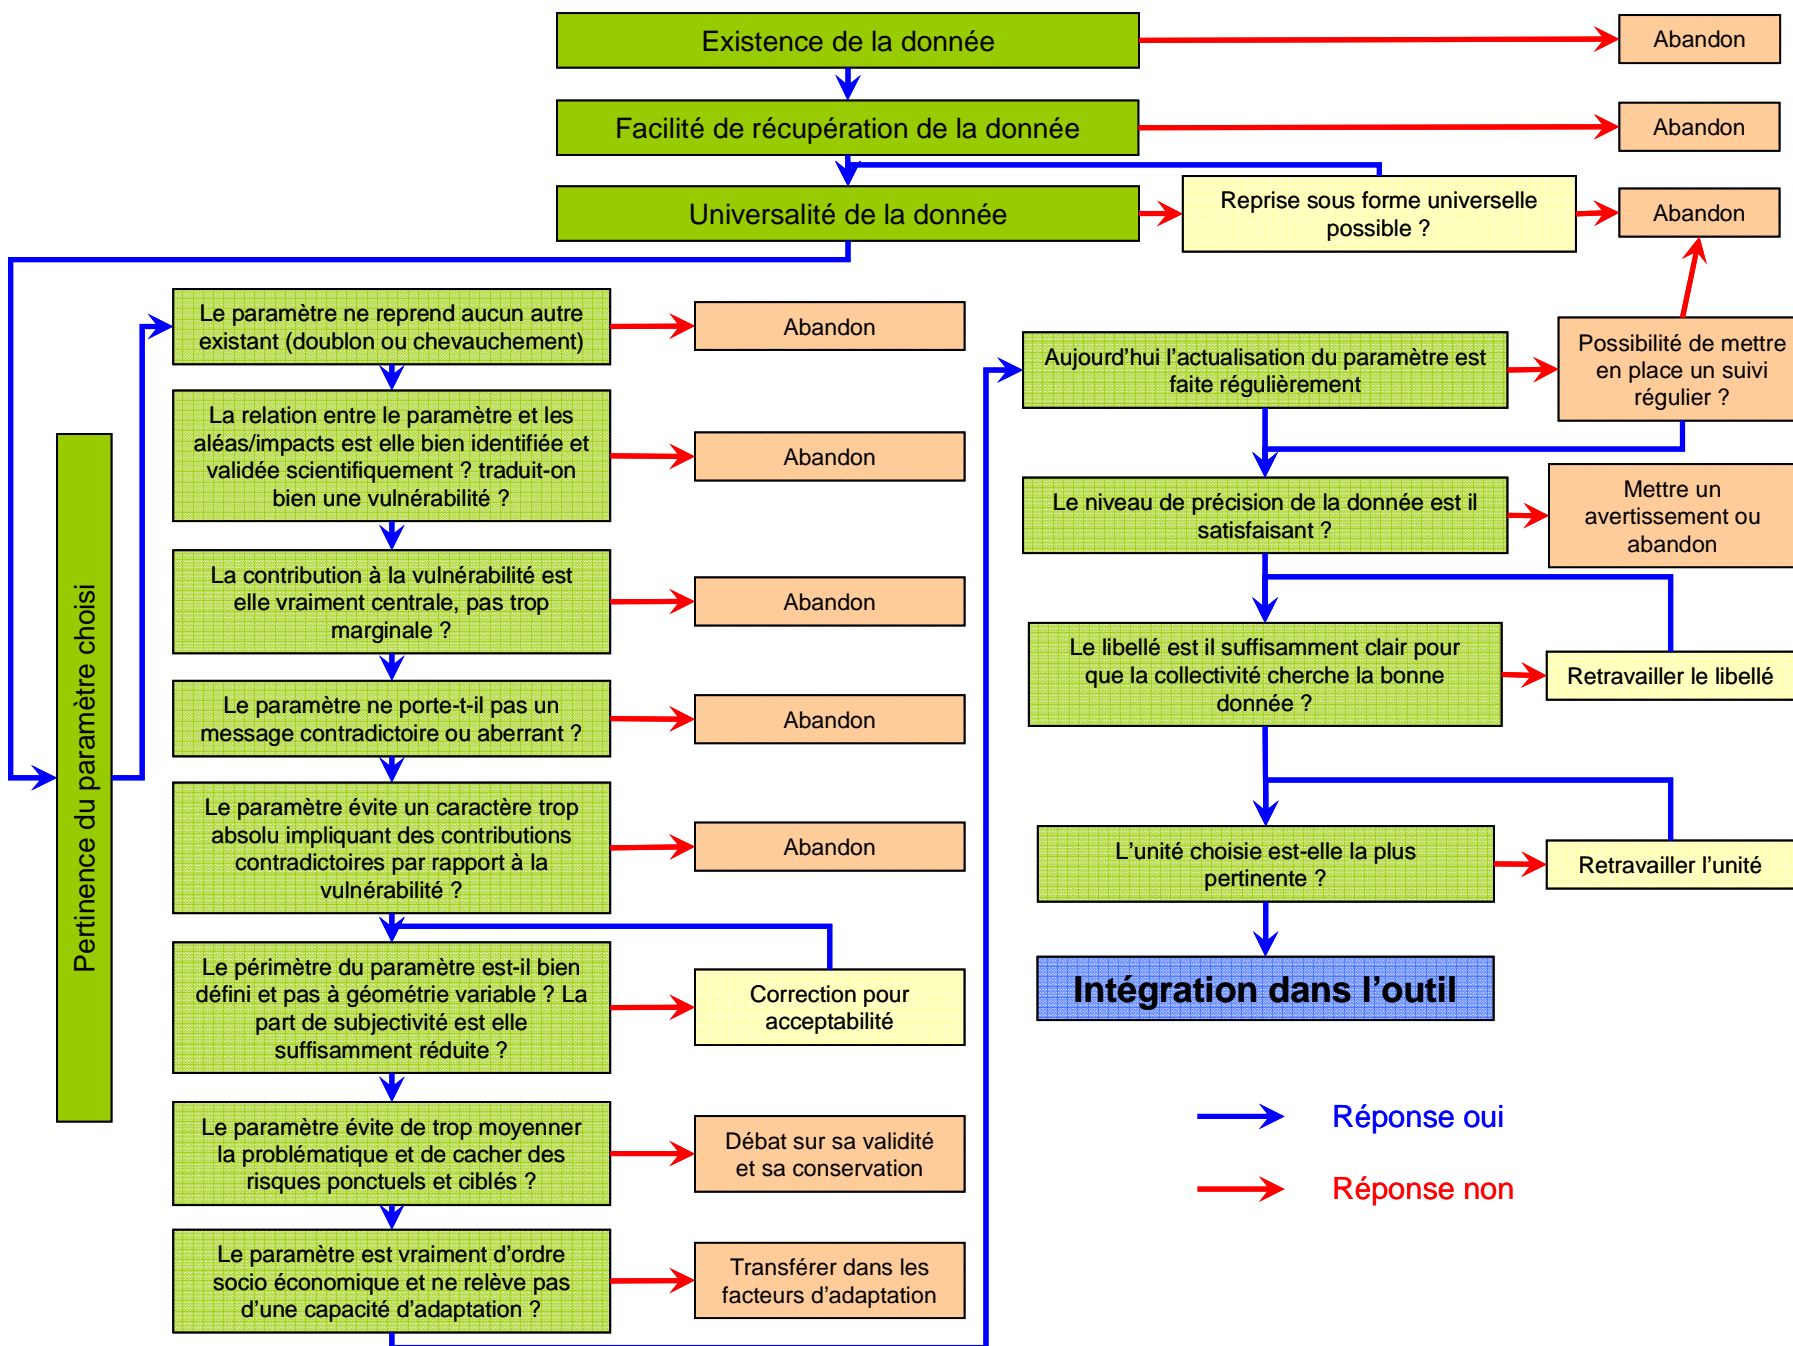 Existence de la donnée
Abandon
Facilité de récupération de la donnée
Abandon
Universalité de la donnée
Reprise sous forme universelle
possible ?
Abandon
Pertinence du paramètre choisi
Le paramètre ne reprend aucun autre
existant (doublon ou chevauchement)
Abandon
La relation entre le paramètre et les
aléas/impacts est elle bien identifiée et
validée scientifiquement ? traduit-on
bien une vulnérabilité ?
Abandon
La contribution à la vulnérabilité est
elle vraiment centrale, pas trop
marginale ?
Abandon
Le paramètre ne porte-t-il pas un
message contradictoire ou aberrant ?
Abandon
Le paramètre évite un caractère trop
absolu impliquant des contributions
contradictoires par rapport à la
vulnérabilité ?
Abandon
Le périmètre du paramètre est-il bien
défini et pas à géométrie variable ? La
part de subjectivité est elle
suffisamment réduite ?
Correction pour
acceptabilité
Le paramètre évite de trop moyenner
la problématique et de cacher des
risques ponctuels et ciblés ?
Débat sur sa validité
et sa conservation
Le paramètre est vraiment d'ordre
socio économique et ne relève pas
d'une capacité d'adaptation ?
Transférer dans les
facteurs d'adaptation
Aujourd'hui l'actualisation du paramètre est
faite régulièrement
Possibilité de mettre
en place un suivi
régulier ?
Le niveau de précision de la donnée est il
satisfaisant ?
Mettre un
avertissement ou
abandon
Le libellé est il suffisamment clair pour
que la collectivité cherche la bonne
donnée ?
Retravailler le libellé
L'unité choisie est-elle la plus
pertinente ?
Retravailler l'unité
Intégration dans l'outil
Réponse oui
Réponse non